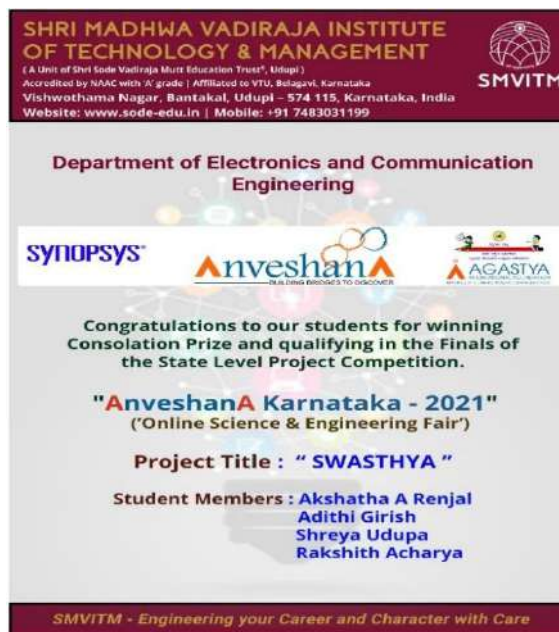 SHRI MADHWA VADIRAJA INSTITUTE
OF TECHNOLOGY & MANAGEMENT
( A Unit of Shri Sode Vadiraja Mutt Education Trust®, Udupi )
Accredited by NAAC with 'A' grade | Affiliated to VTU, Belagavi, Karnataka
Vishwothama Nagar, Bantakal, Udupi – 574 115, Karnataka, India
Website: www.sode-edu.in | Mobile: +91 7483031199
SMVITM
Department of Electronics and Communication
Engineering
SYNOPSYS®
AnveshanA
BUILDING BRIDGES TO DISCOVER
AGASTYA
Congratulations to our students for winning
Consolation Prize and qualifying in the Finals of
the State Level Project Competition.
"AnveshanA Karnataka - 2021"
('Online Science & Engineering Fair')
Project Title : “ SWASTHYA ”
Student Members : Akshatha A Renjal
Adithi Girish
Shreya Udupa
Rakshith Acharya
SMVITM - Engineering your Career and Character with Care